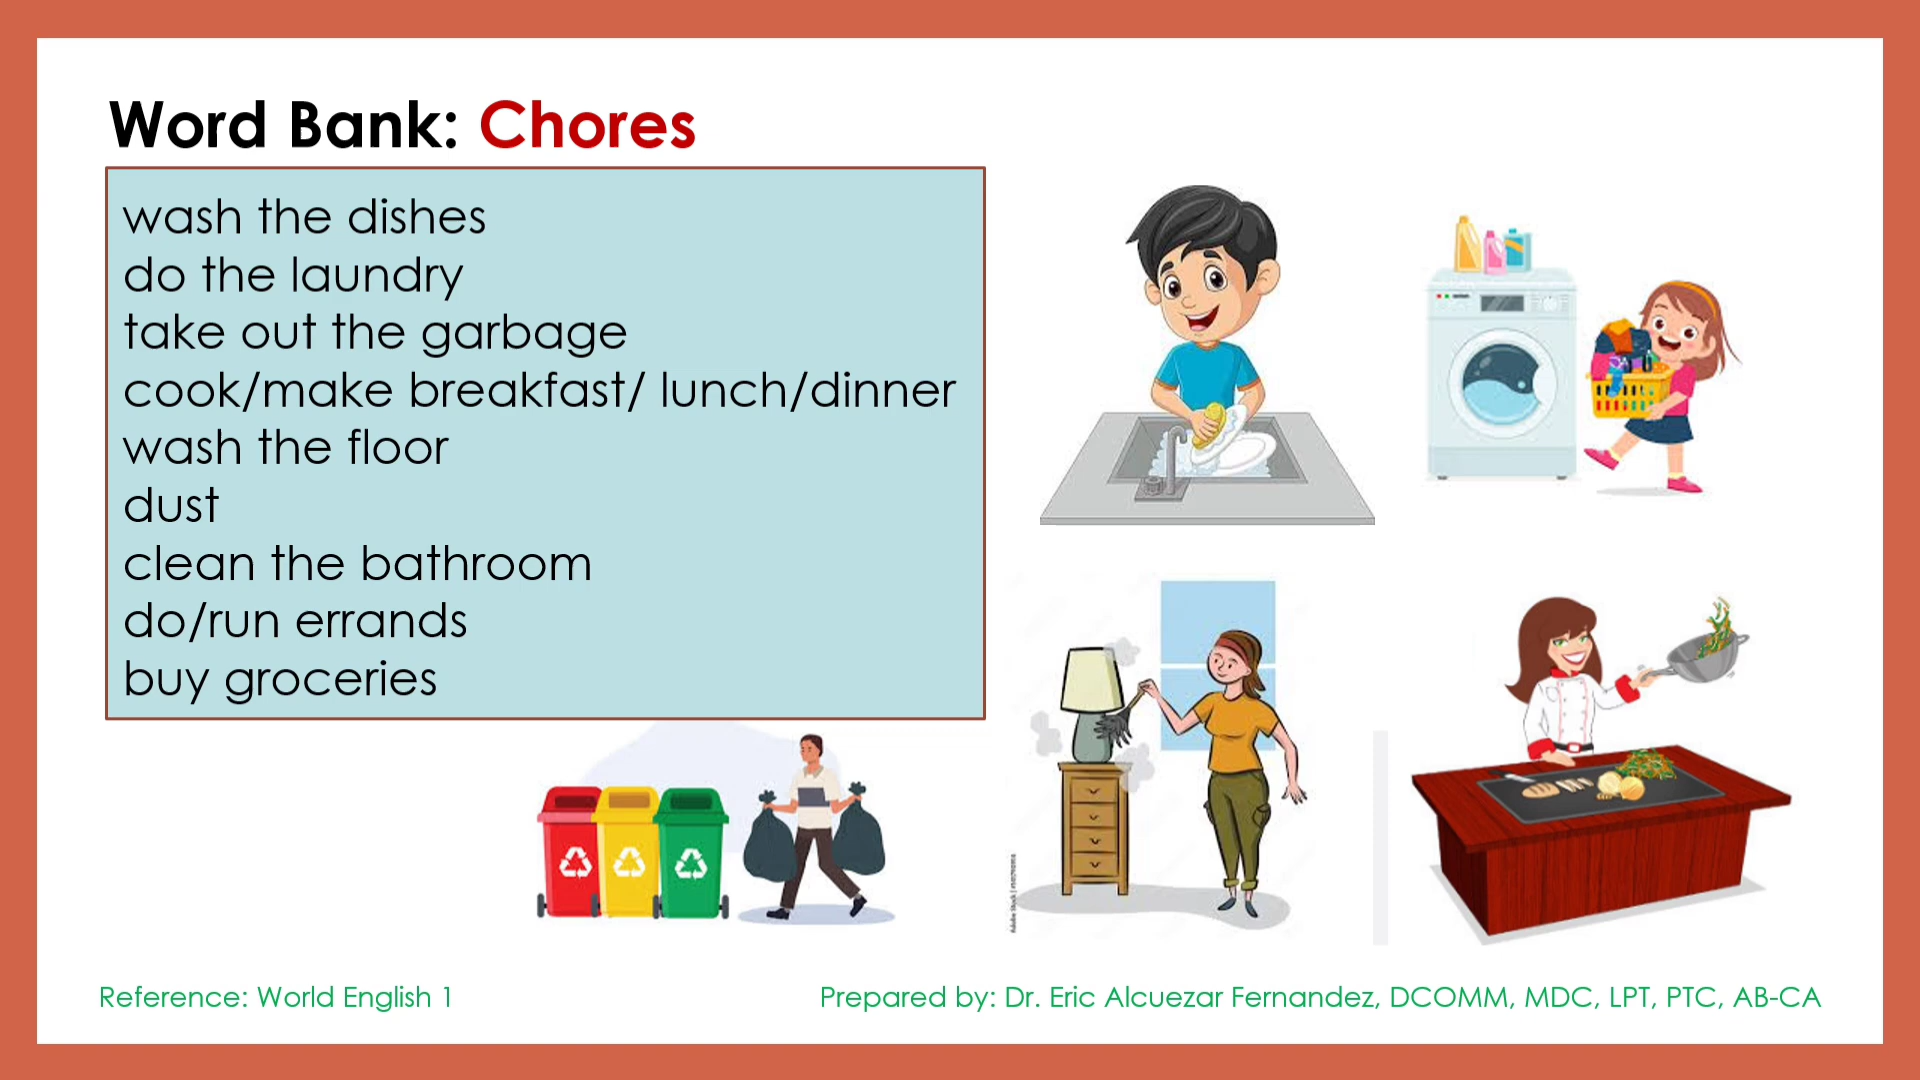 Word Bank: Chores
wash the dishes
do the laundry
take out the garbage
cook/make breakfast/ lunch/dinner
wash the floor
dust
clean the bathroom
do/run errands
buy groceries
Reference: World English 1
Prepared by: Dr. Eric Alcuezar Fernandez, DCOMM, MDC, LPT, PTC, AB-CA